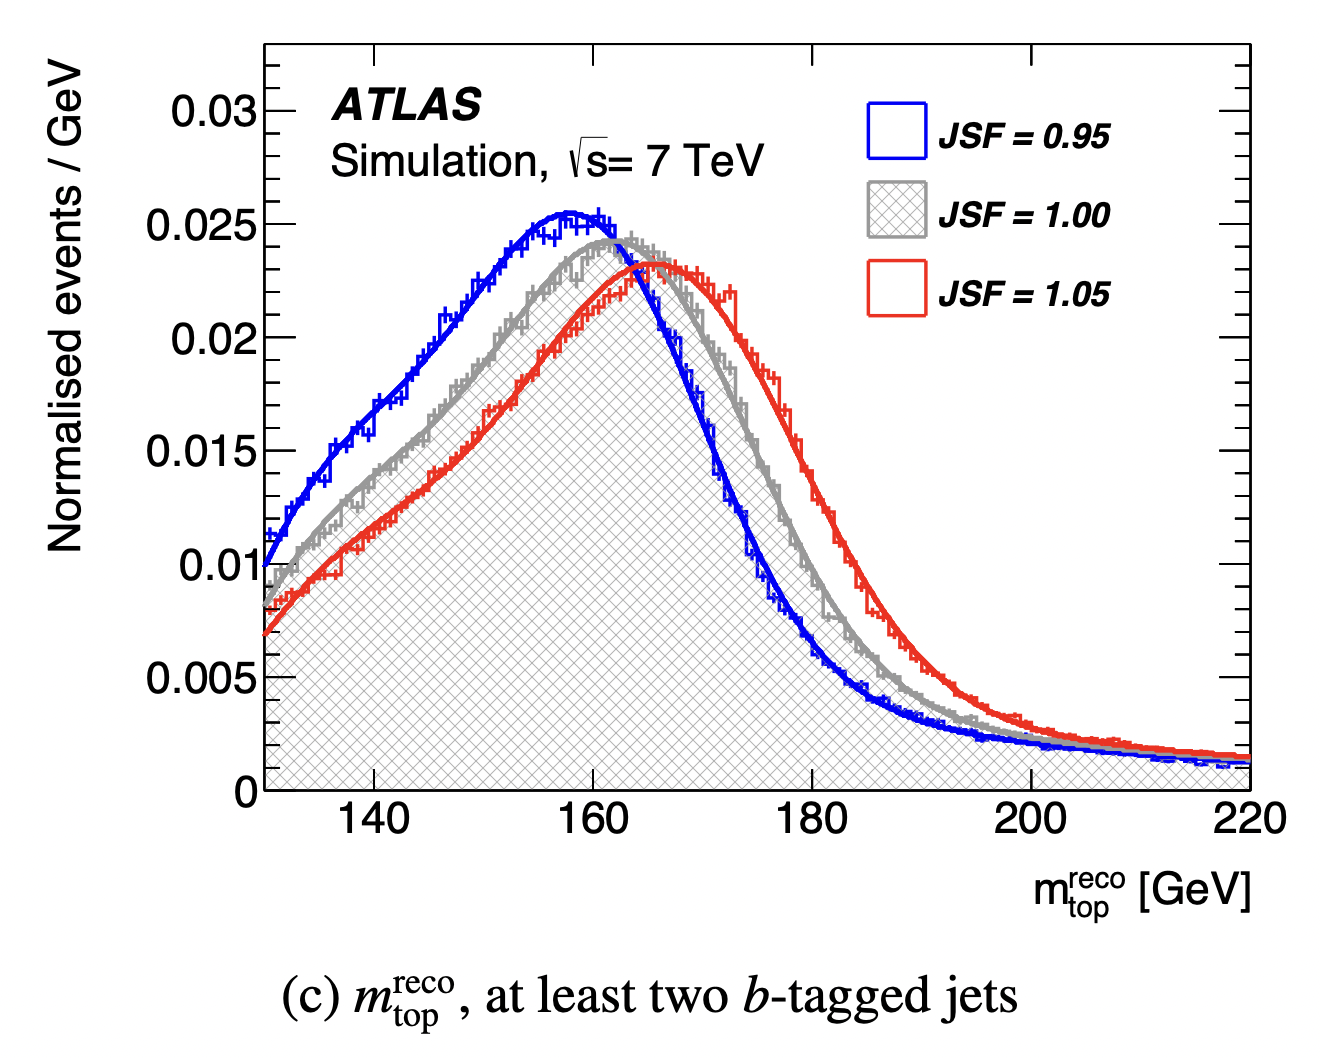 Normalised events / GeV
ATLAS
Simulation, √s= 7 TeV
JSF = 0.95
JSF = 1.00
JSF = 1.05
0.03
0.025
0.02
0.015
0.01
0.005
0
140 160 180 200 220
m_top^reco [GeV]
(c) m_top^reco, at least two b-tagged jets